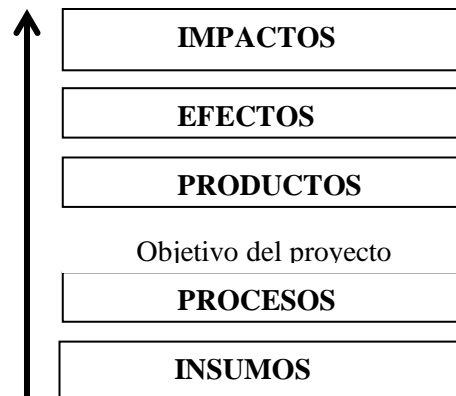 IMPACTOS
EFECTOS
PRODUCTOS
Objetivo del proyecto
PROCESOS
INSUMOS